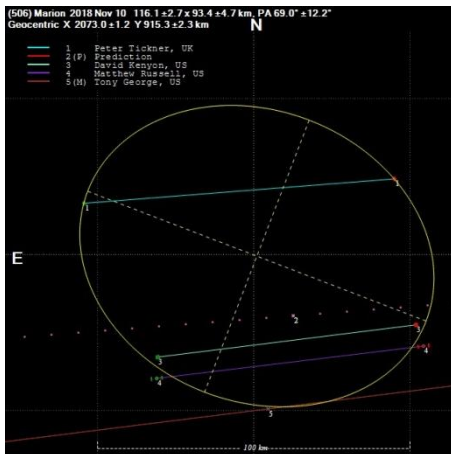 (506) Marion 2018 Nov 10  116.1 ±2.7 x 93.4 ±4.7 km, PA 69.0° ±12.2°
Geocentric X 2073.0 ±1.2 Y 915.3 ±2.3 km
N
1 Peter Tickner, UK
2(P) Prediction
3 David Kenyon, US
4 Matthew Russell, US
5(M) Tony George, US
1
1
E
2
3
3
4
4
5
100 km